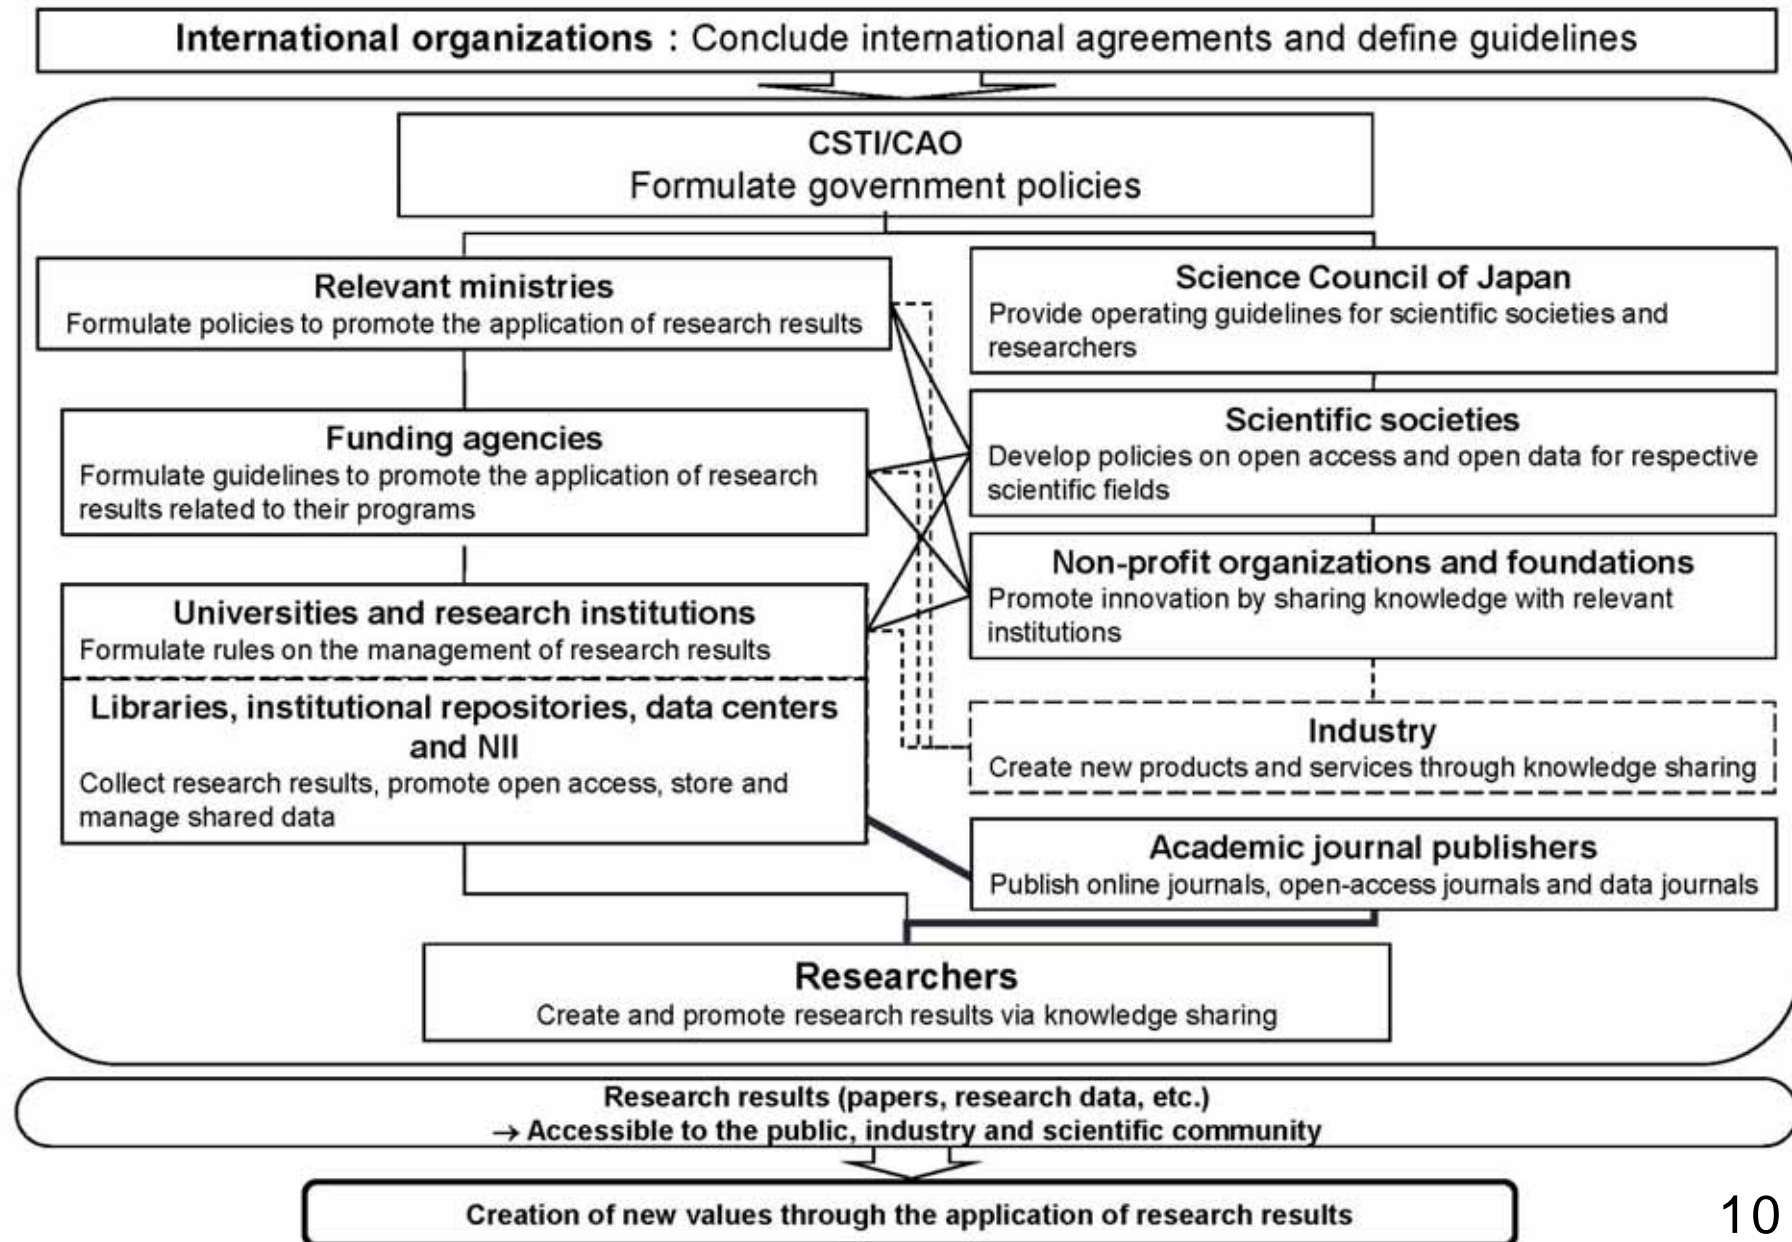 International organizations : Conclude international agreements and define guidelines
CSTI/CAO
Formulate government policies
Relevant ministries
Formulate policies to promote the application of research results
Science Council of Japan
Provide operating guidelines for scientific societies and
researchers
Funding agencies
Formulate guidelines to promote the application of research
results related to their programs
Scientific societies
Develop policies on open access and open data for respective
scientific fields
Universities and research institutions
Formulate rules on the management of research results
Non-profit organizations and foundations
Promote innovation by sharing knowledge with relevant
institutions
Libraries, institutional repositories, data centers
and NII
Collect research results, promote open access, store and
manage shared data
Industry
Create new products and services through knowledge sharing
Academic journal publishers
Publish online journals, open-access journals and data journals
Researchers
Create and promote research results via knowledge sharing
Research results (papers, research data, etc.)
→ Accessible to the public, industry and scientific community
Creation of new values through the application of research results
10